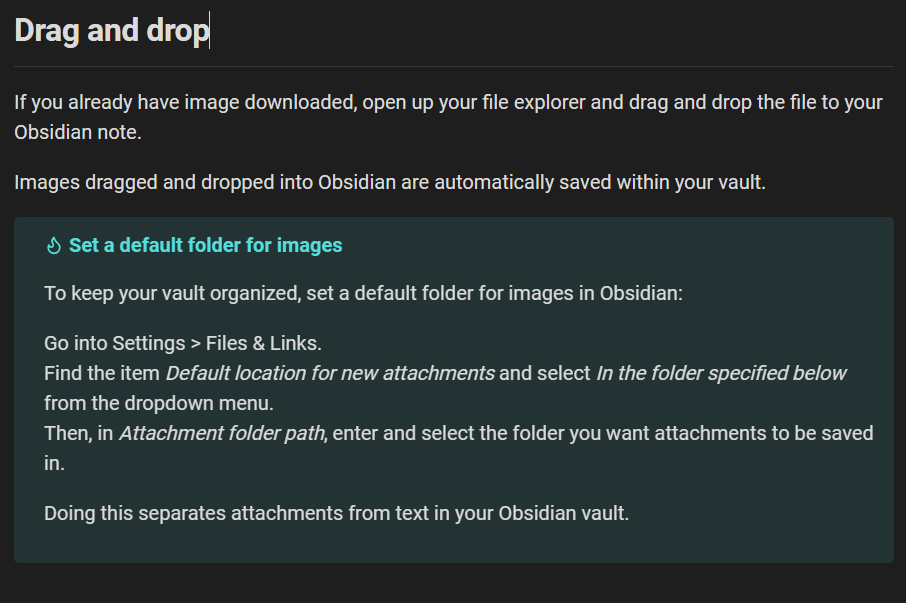 Drag and drop
If you already have image downloaded, open up your file explorer and drag and drop the file to your
Obsidian note.
Images dragged and dropped into Obsidian are automatically saved within your vault.
Set a default folder for images
To keep your vault organized, set a default folder for images in Obsidian:
Go into Settings > Files & Links.
Find the item Default location for new attachments and select In the folder specified below
from the dropdown menu.
Then, in Attachment folder path, enter and select the folder you want attachments to be saved
in.
Doing this separates attachments from text in your Obsidian vault.